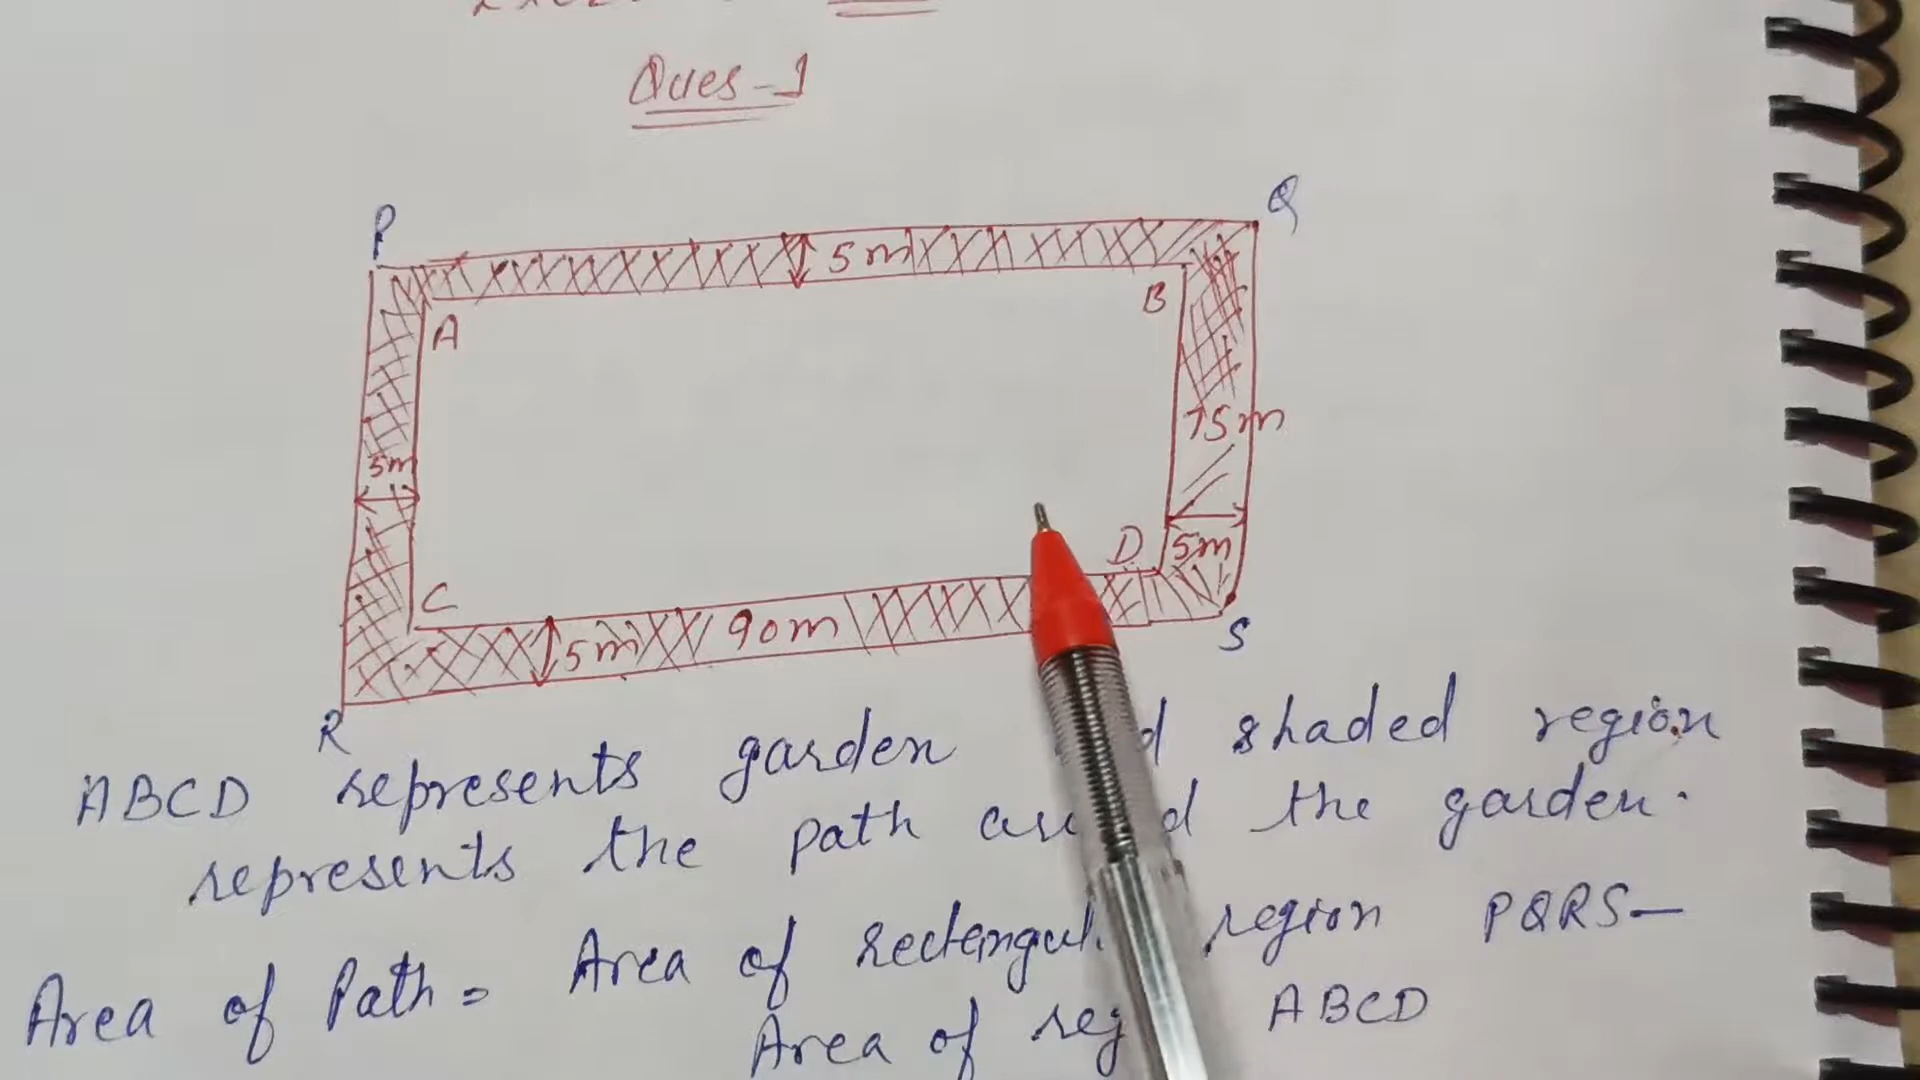 Ques-1
P Q
5m
A B
75m
5m
D 5m
C
5m 90m
S
R
ABCD represents garden shaded region
represents the path the garden.
Area of Path = Area of region PQRS-
Area of ABCD